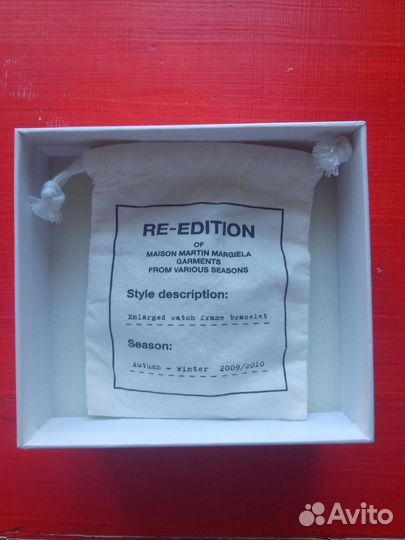 RE-EDITION
OF
MAISON MARTIN MARGIELA
GARMENTS
FROM VARIOUS SEASONS
Style description:
Enlarged watch frame bracelet
Season:
Autumn - winter 2009/2010
Avito